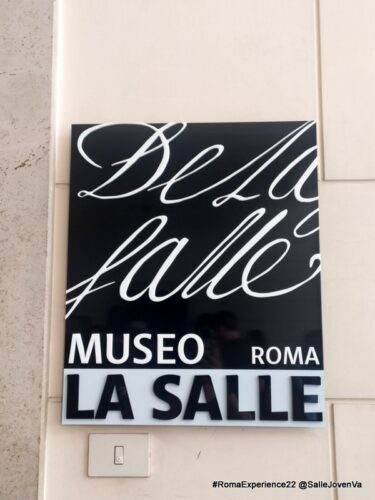 De La
Salle
MUSEO ROMA
LA SALLE
#RomaExperience22 @SalleJovenVa